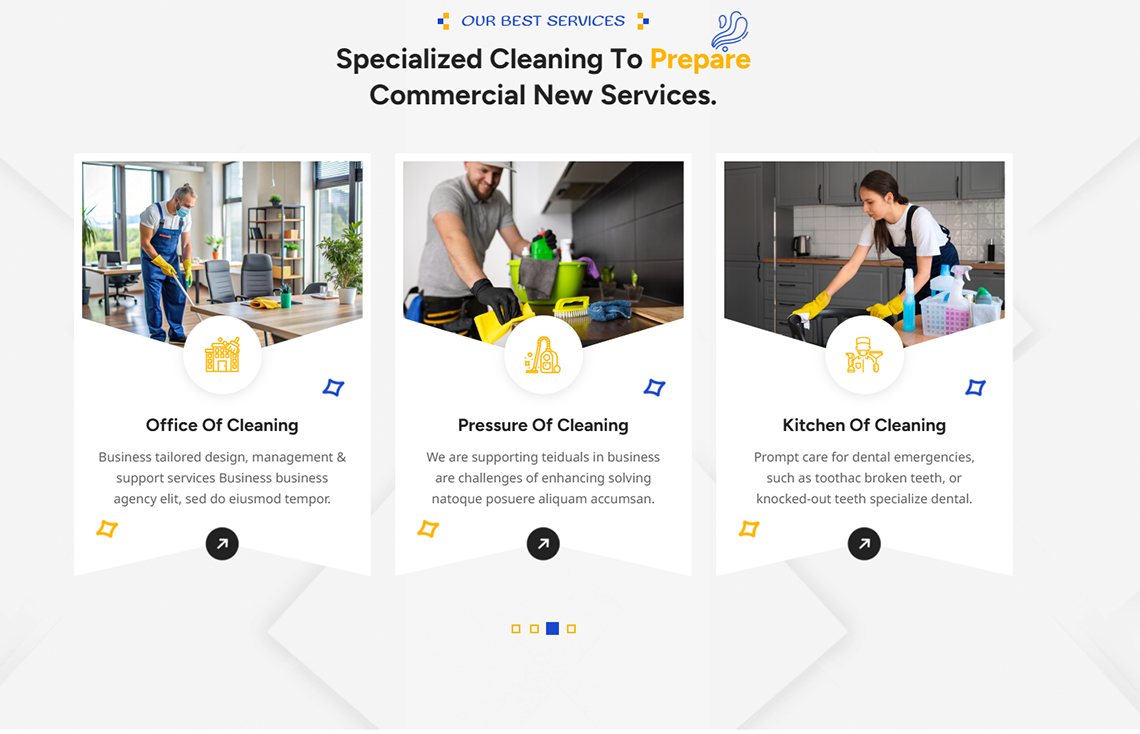 OUR BEST SERVICES
Specialized Cleaning To Prepare
Commercial New Services.
Office Of Cleaning
Business tailored design, management &
support services Business business
agency elit, sed do eiusmod tempor.
Pressure Of Cleaning
We are supporting teiduals in business
are challenges of enhancing solving
natoque posuere aliquam accumsan.
Kitchen Of Cleaning
Prompt care for dental emergencies,
such as toothac broken teeth, or
knocked-out teeth specialize dental.